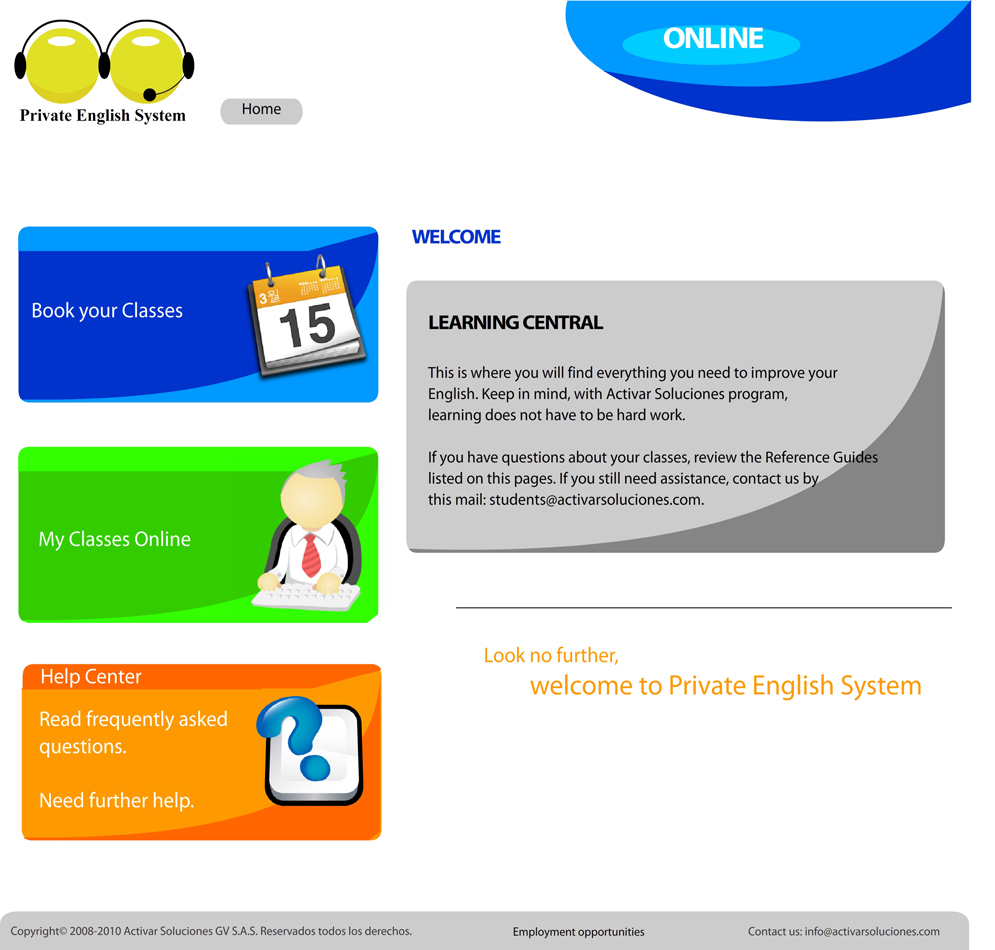 ONLINE
Private English System
Home
WELCOME
Book your Classes
15
LEARNING CENTRAL
This is where you will find everything you need to improve your
English. Keep in mind, with Activar Soluciones program,
learning does not have to be hard work.
If you have questions about your classes, review the Reference Guides
listed on this pages. If you still need assistance, contact us by
this mail: students@activarsoluciones.com.
My Classes Online
Look no further,
welcome to Private English System
Help Center
Read frequently asked
questions.
Need further help.
Copyright© 2008-2010 Activar Soluciones GV S.A.S. Reservados todos los derechos.
Employment opportunities
Contact us: info@activarsoluciones.com